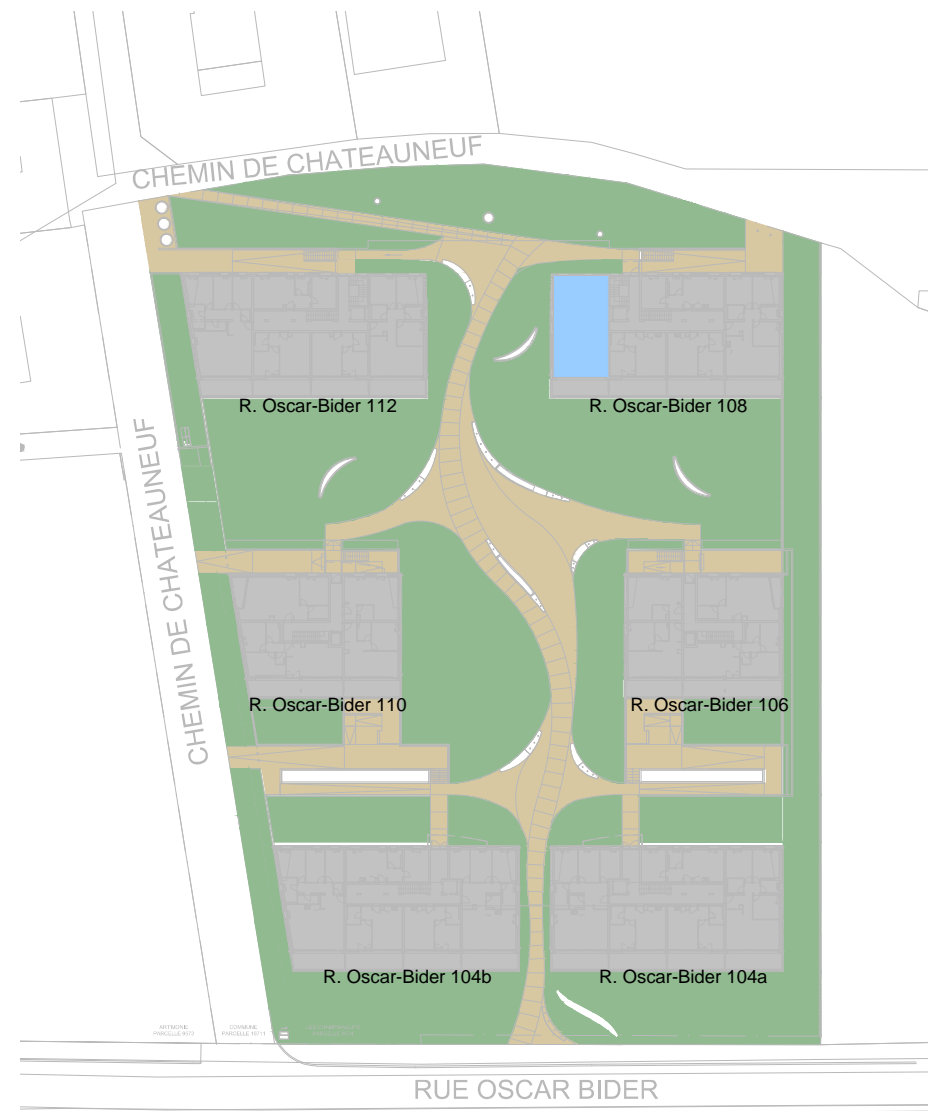 CHEMIN DE CHATEAUNEUF
R. Oscar-Bider 112
R. Oscar-Bider 108
CHEMIN DE CHATEAUNEUF
R. Oscar-Bider 110
R. Oscar-Bider 106
R. Oscar-Bider 104b
R. Oscar-Bider 104a
COMMUNE
RUE OSCAR BIDER